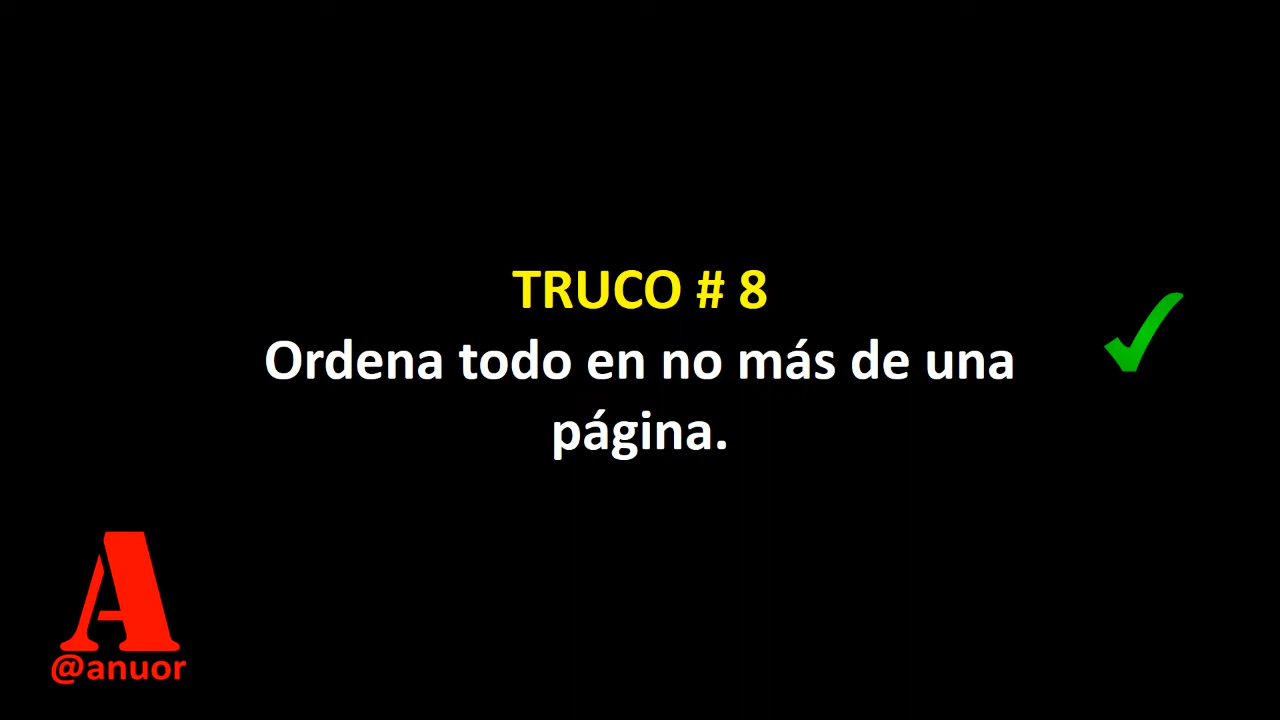 TRUCO # 8
Ordena todo en no más de una
página.
A
@anuor